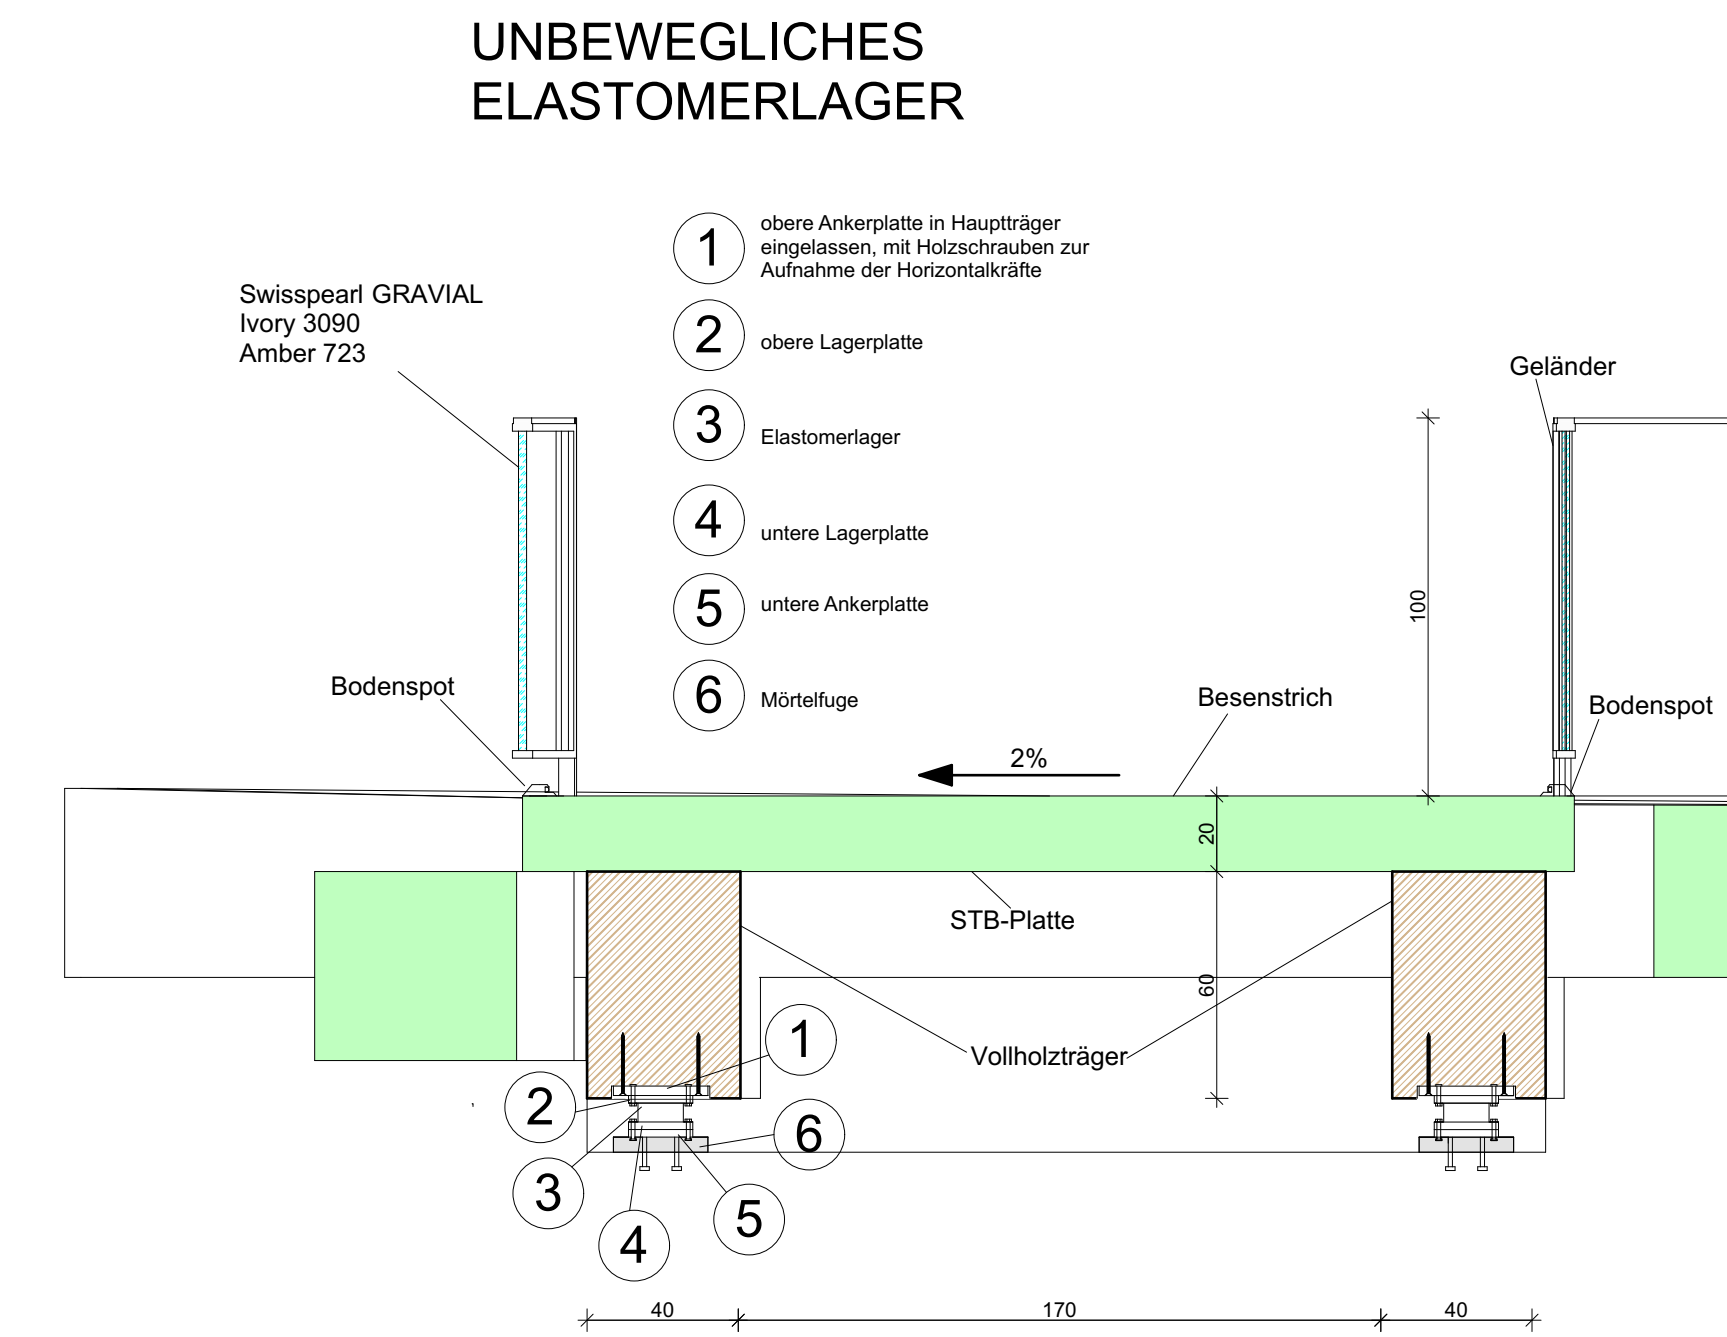 UNBEWEGLICHES
ELASTOMERLAGER
1
obere Ankerplatte in Hauptträger
eingelassen, mit Holzschrauben zur
Aufnahme der Horizontalkräfte
2
obere Lagerplatte
3
Elastomerlager
4
untere Lagerplatte
5
untere Ankerplatte
6
Mörtelfuge
Swisspearl GRAVIAL
Ivory 3090
Amber 723
Geländer
100
Bodenspot
Besenstrich
Bodenspot
2%
20
STB-Platte
60
Vollholzträger
1
2
6
3
5
4
40
170
40